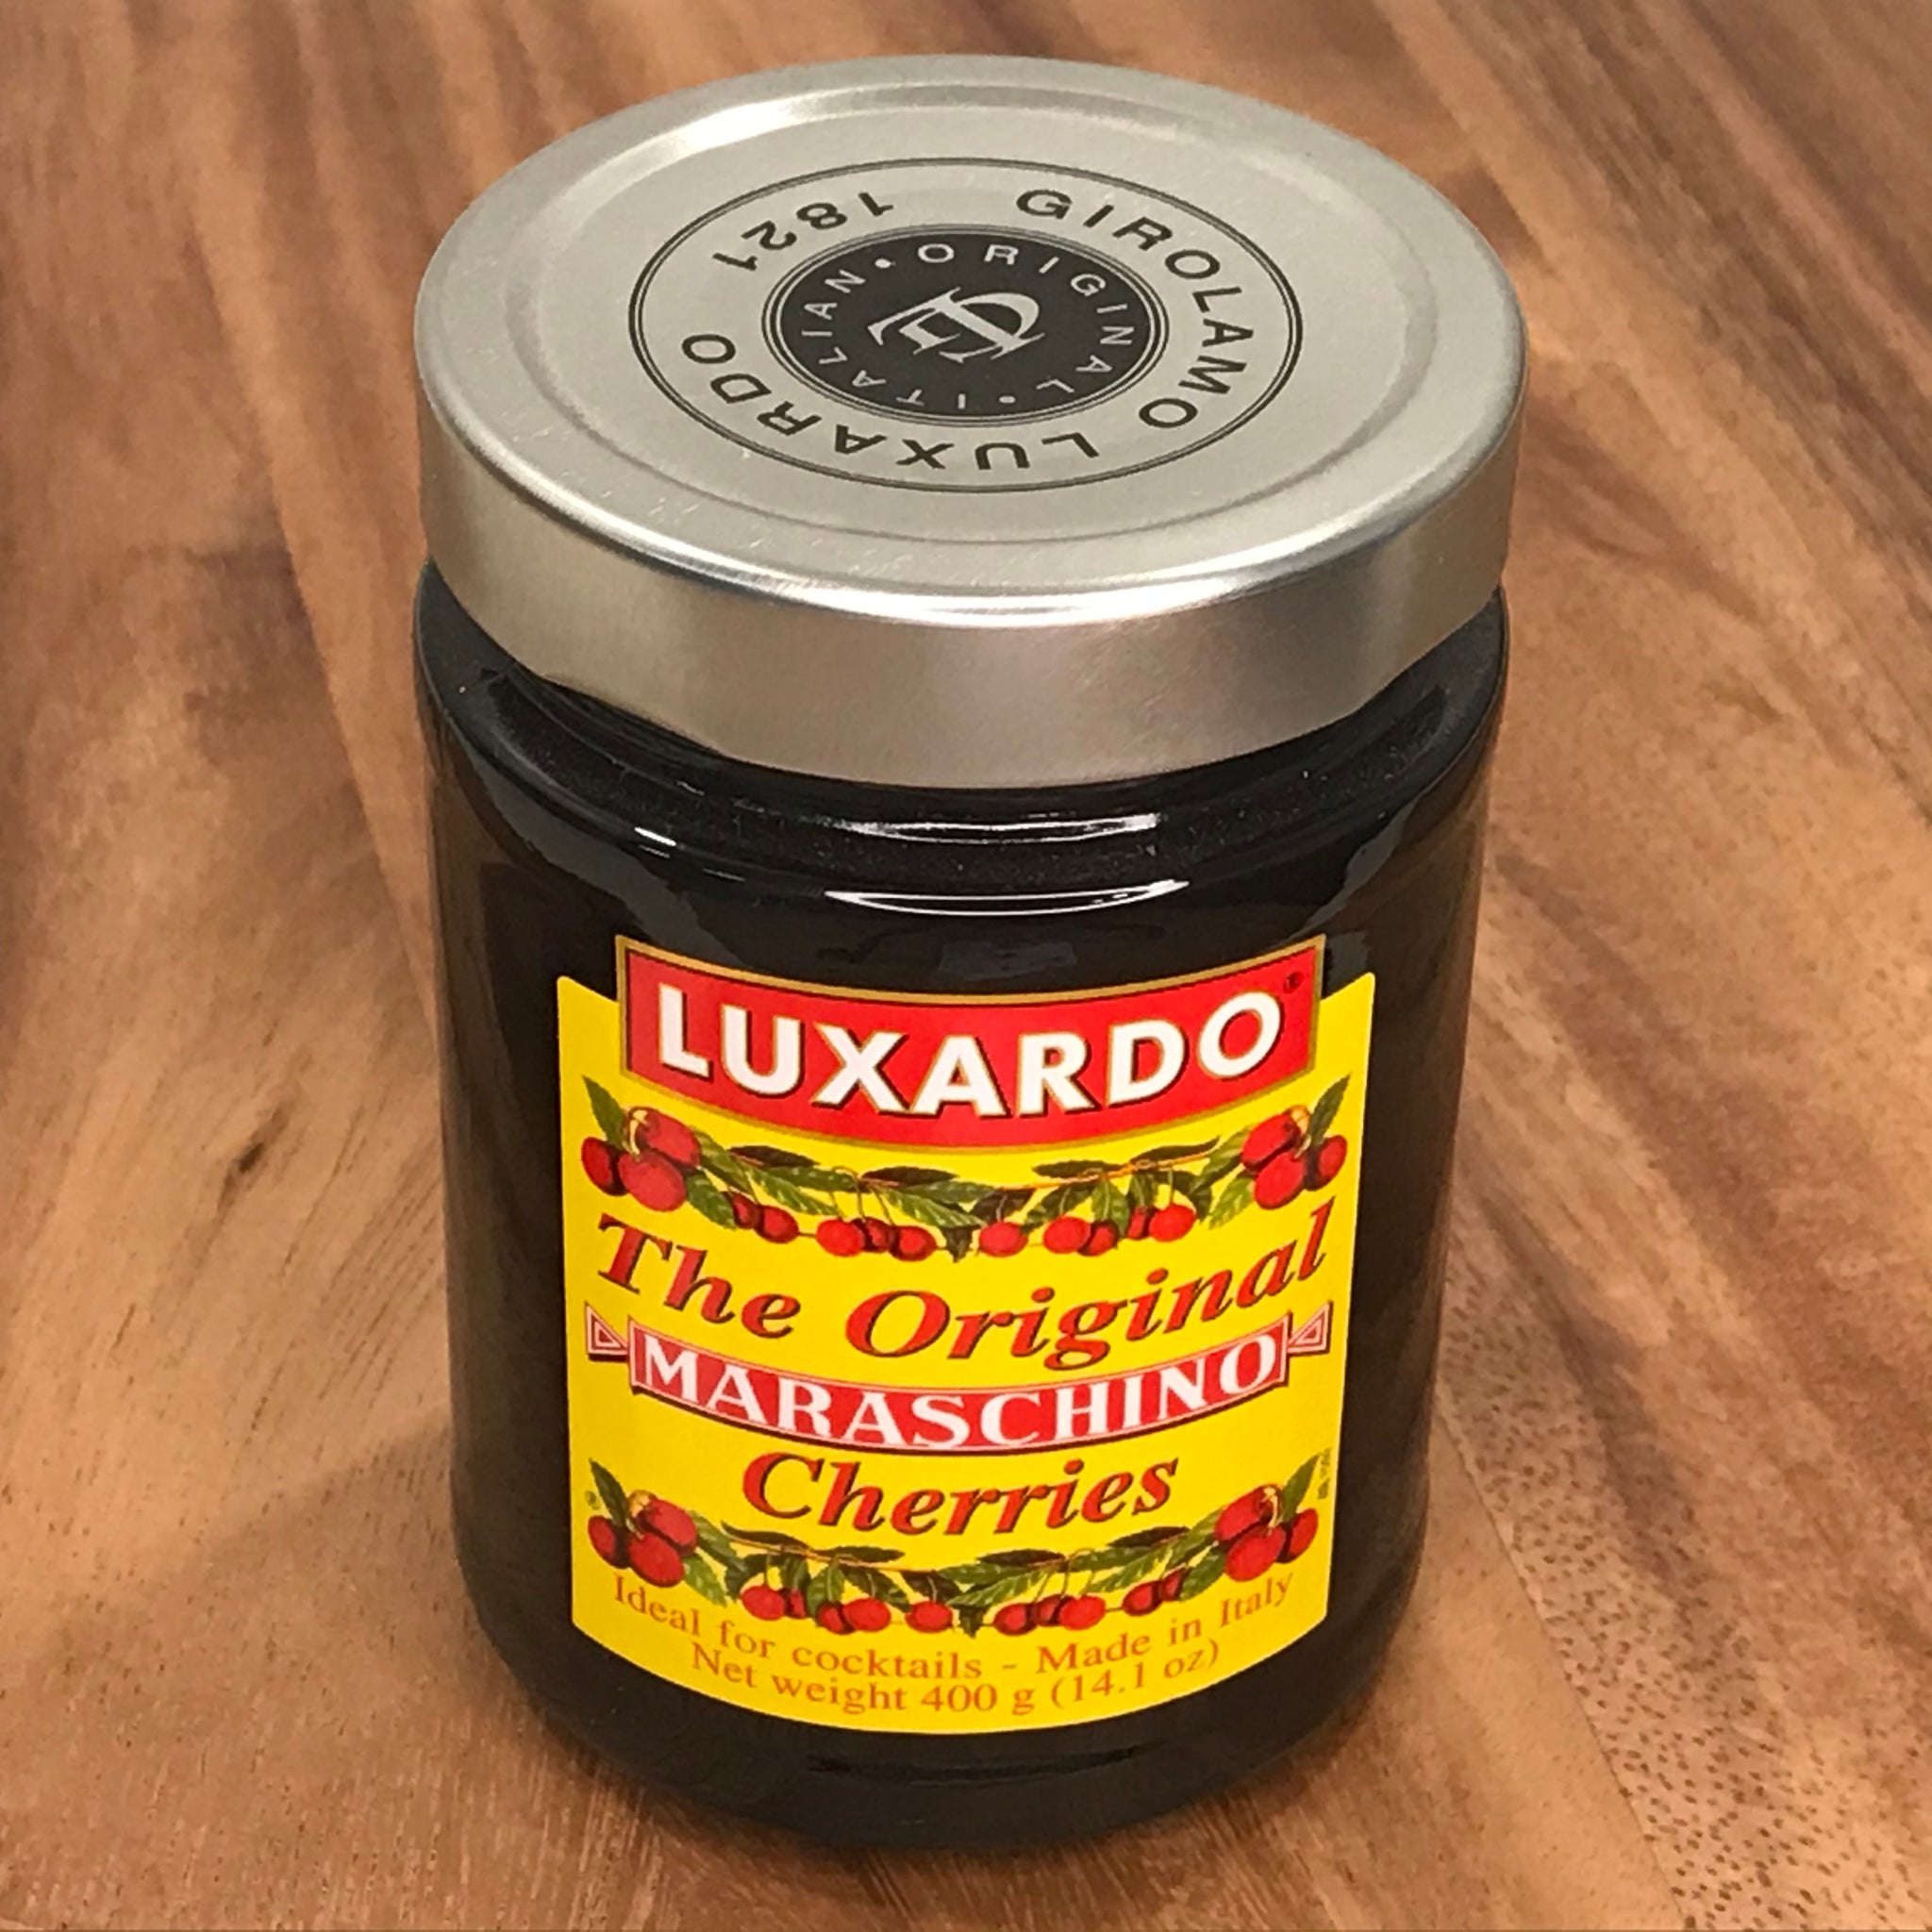 GIROLAMO LUXARDO 1821
ORIGINAL • ITALIAN •
LUXARDO®
The Original
MARASCHINO
Cherries
®
Ideal for cocktails - Made in Italy
Net weight 400 g (14.1 oz)